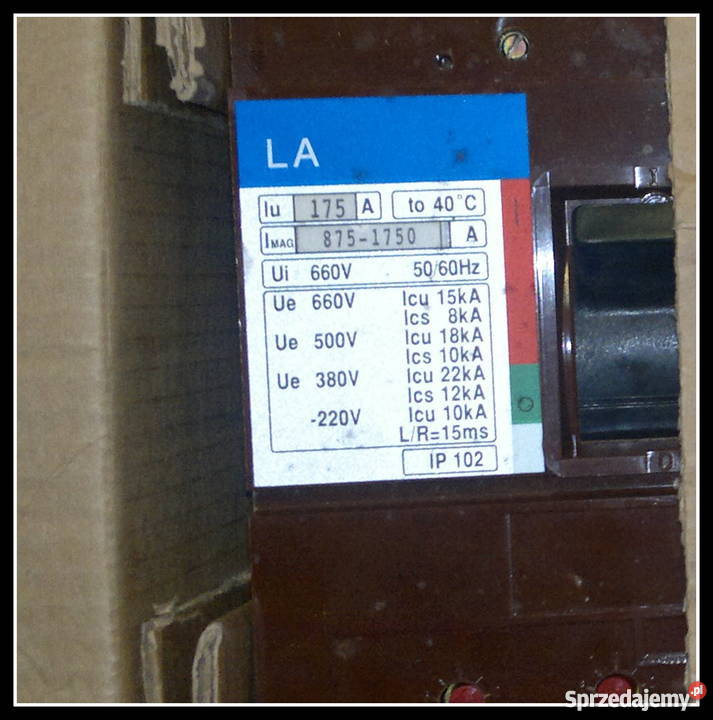 LA
Iu 175 A to 40°C
IMAG 875-1750 A
Ui 660V 50/60Hz
Ue 660V Icu 15kA
Ics 8kA
Ue 500V Icu 18kA
Ics 10kA
Ue 380V Icu 22kA
Ics 12kA
-220V Icu 10kA
L/R=15ms
IP 102
I
O
I
O
Sprzedajemy.pl